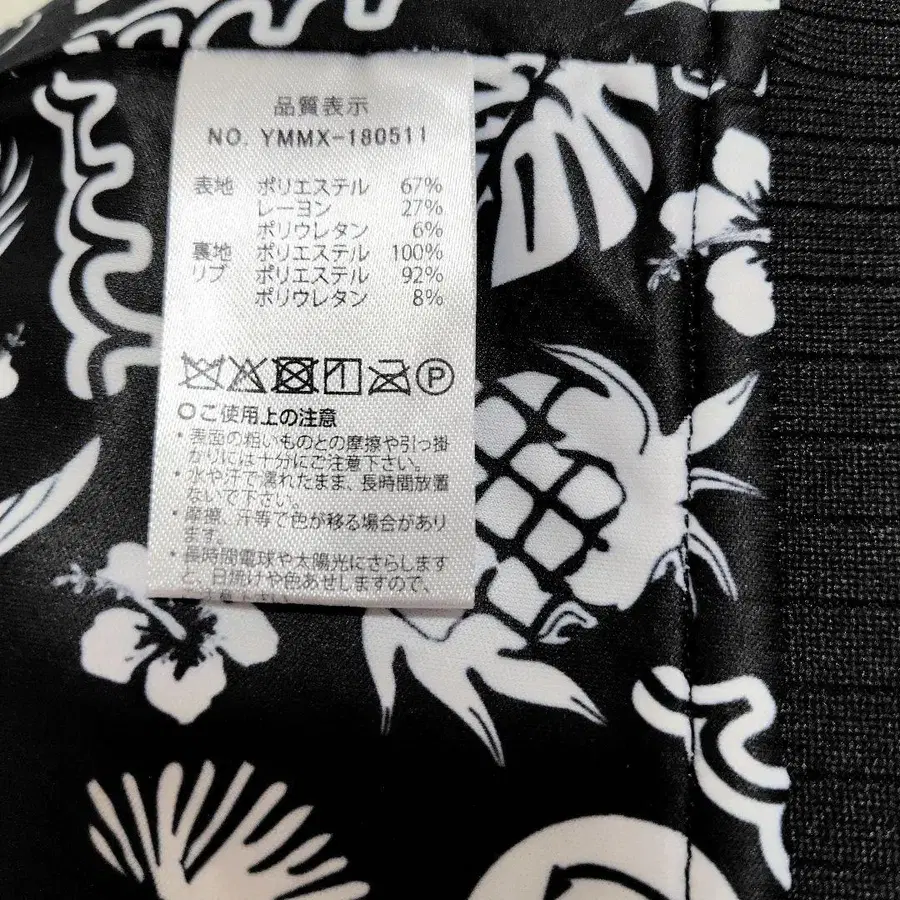 品質表示
NO. YMMX-180511
表地 ポリエステル 67%
レーヨン 27%
ポリウレタン 6%
裏地 ポリエステル 100%
リブ ポリエステル 92%
ポリウレタン 8%
P
ご使用上の注意
・表面の粗いものとの摩擦や引っ掛
かりには十分にご注意下さい。
・水や汗で濡れたまま、長時間放置
ないで下さい。
・摩擦、汗等で色が移る場合があり
ます。
・長時間電球や太陽光にさらします
と、日焼けや色あせしますので、